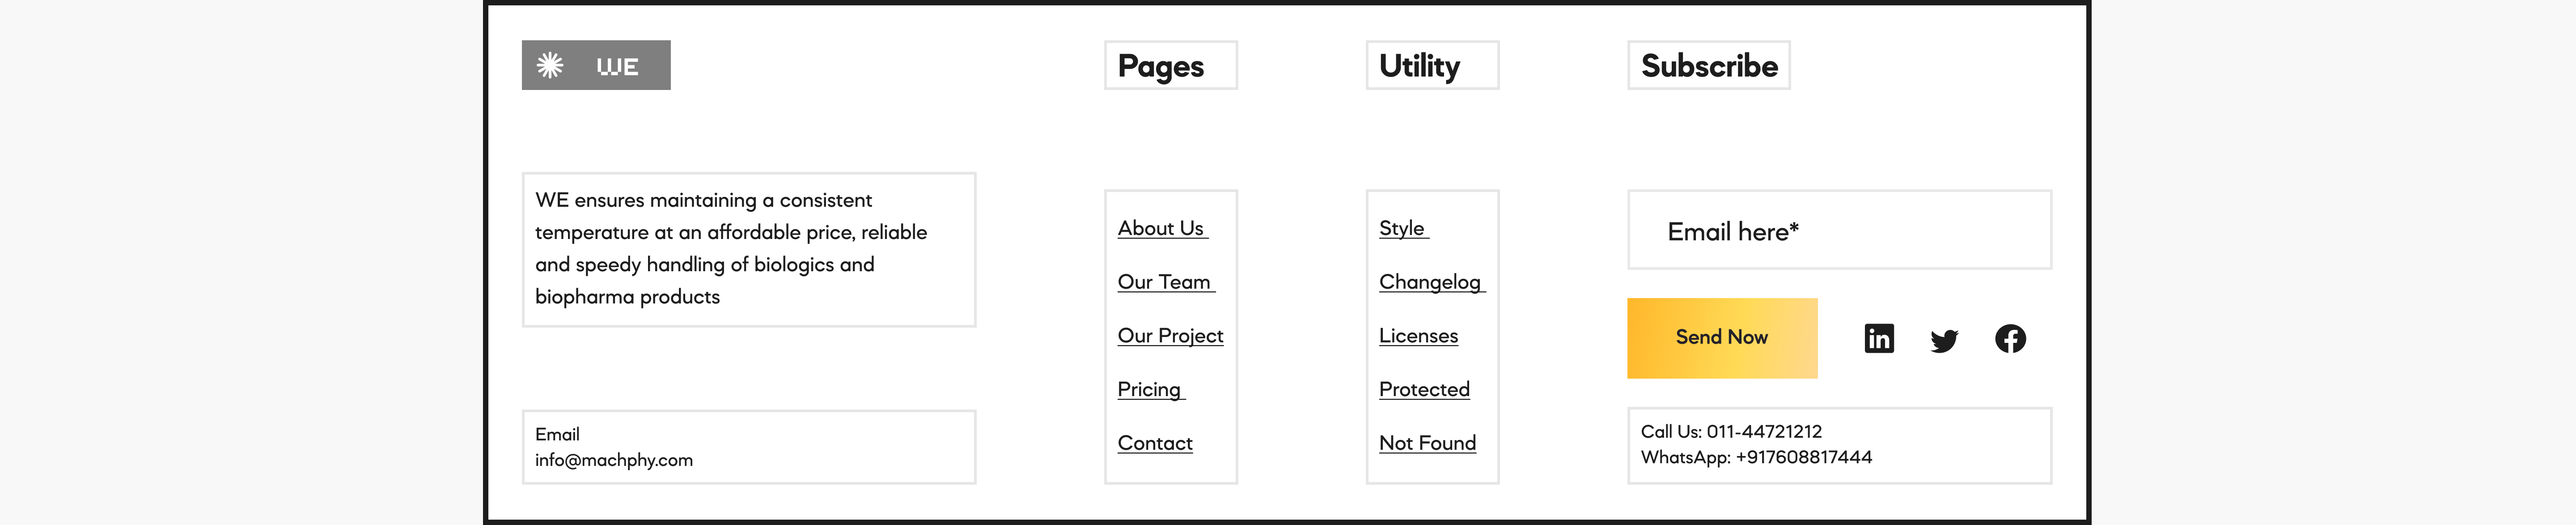 WE
WE ensures maintaining a consistent
temperature at an affordable price, reliable
and speedy handling of biologics and
biopharma products
Email
info@machphy.com
Pages
About Us
Our Team
Our Project
Pricing
Contact
Utility
Style
Changelog
Licenses
Protected
Not Found
Subscribe
Email here*
Send Now
in
Call Us: 011-44721212
WhatsApp: +917608817444